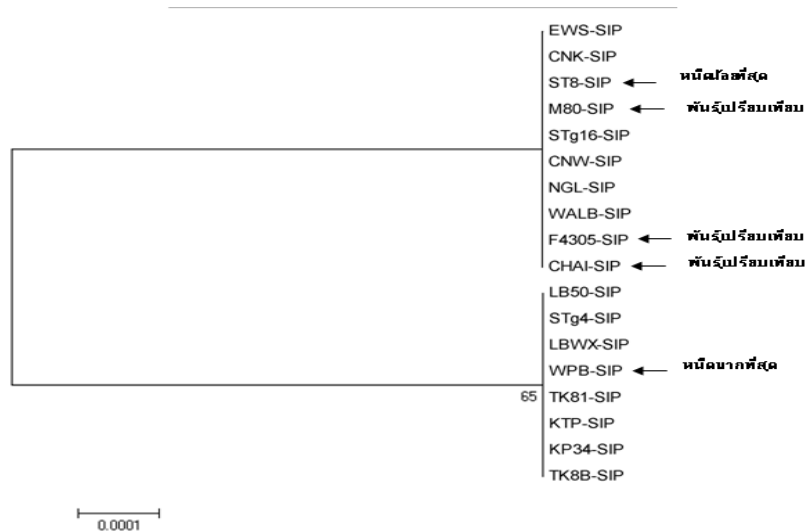 EWS-SIP
CNK-SIP
ST8-SIP หนืดน้อยที่สุด
M80-SIP พันธุ์เปรียบเทียบ
STg16-SIP
CNW-SIP
NGL-SIP
WALB-SIP
F4305-SIP พันธุ์เปรียบเทียบ
CHAI-SIP พันธุ์เปรียบเทียบ
LB50-SIP
STg4-SIP
LBWX-SIP
WPB-SIP หนืดมากที่สุด
65 TK81-SIP
KTP-SIP
KP34-SIP
TK8B-SIP
0.0001